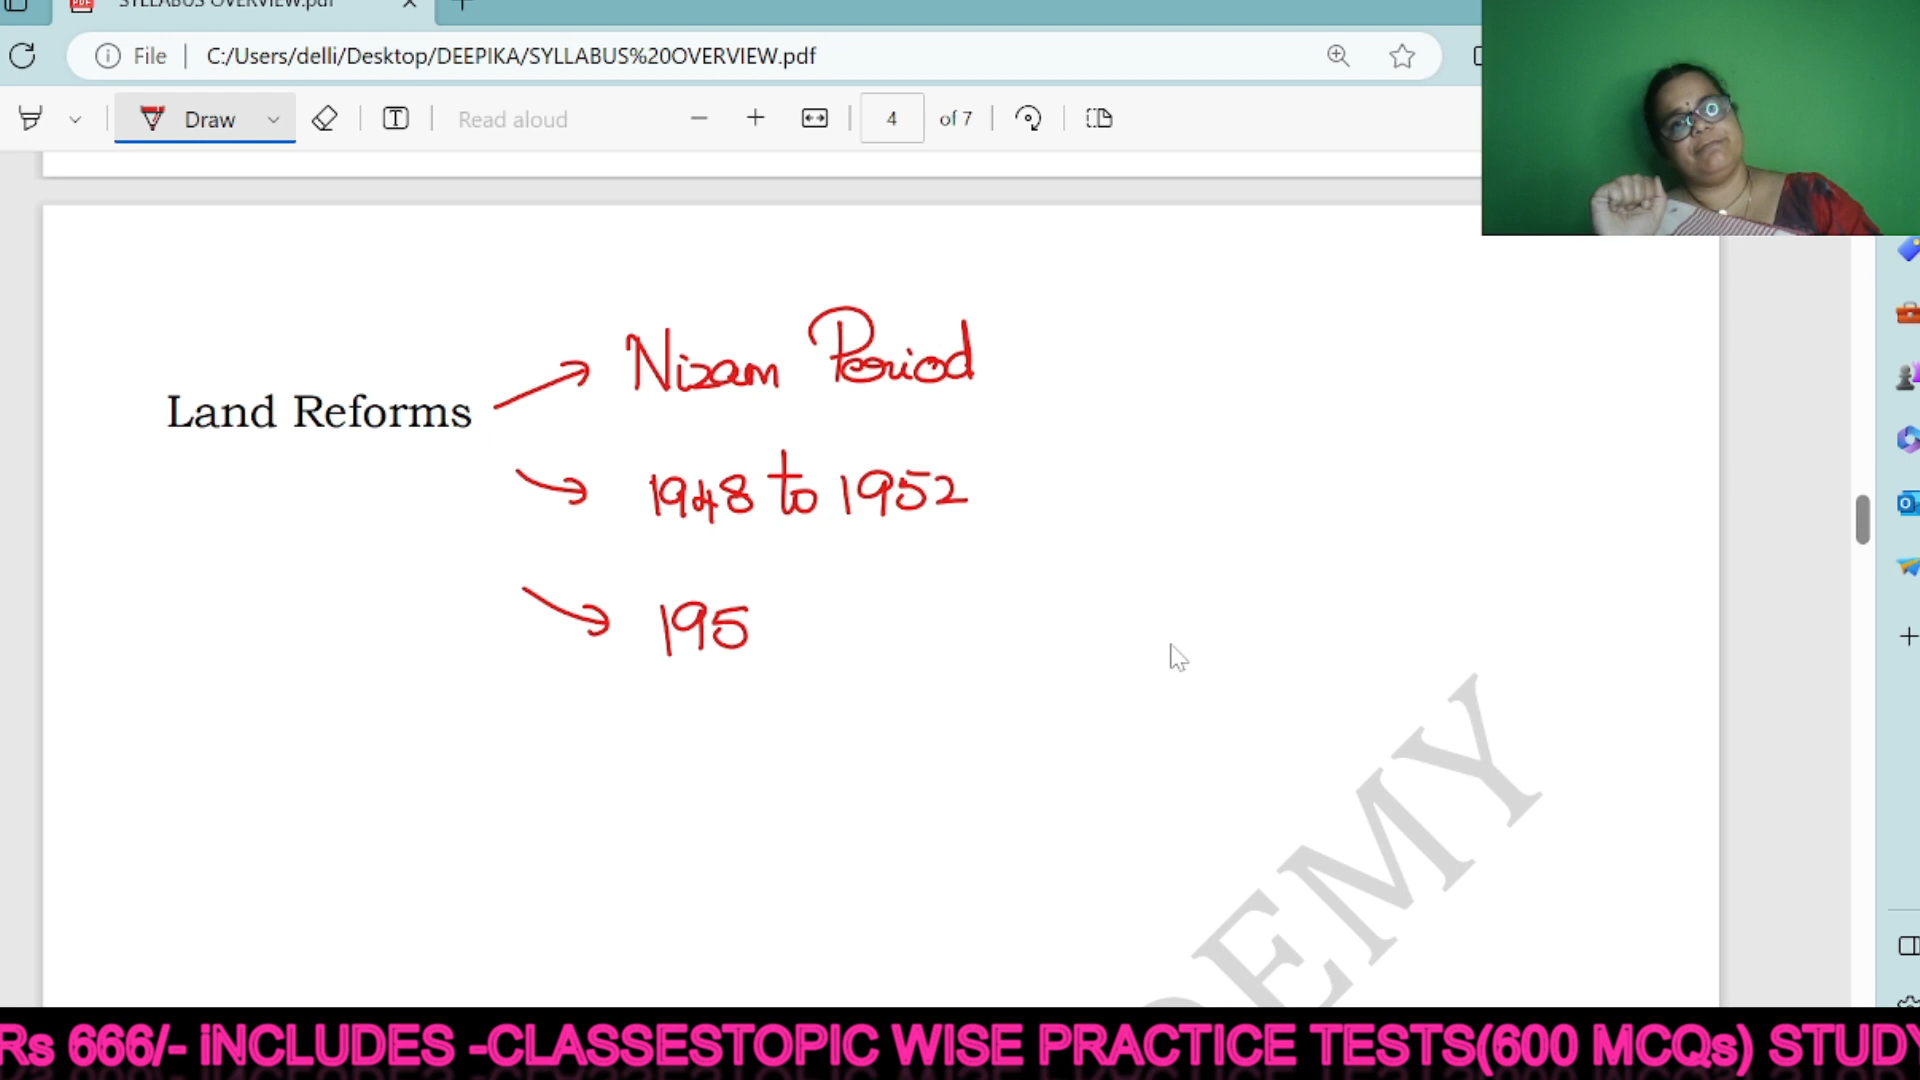 SYLLABUS OVERVIEW.pdf
File C:/Users/delli/Desktop/DEEPIKA/SYLLABUS%20OVERVIEW.pdf
Draw T Read aloud 4 of 7
Nizam Period
Land Reforms
1948 to 1952
195
DEMY
Rs 666/- iNCLUDES -CLASSESTOPIC WISE PRACTICE TESTS(600 MCQs) STUDY